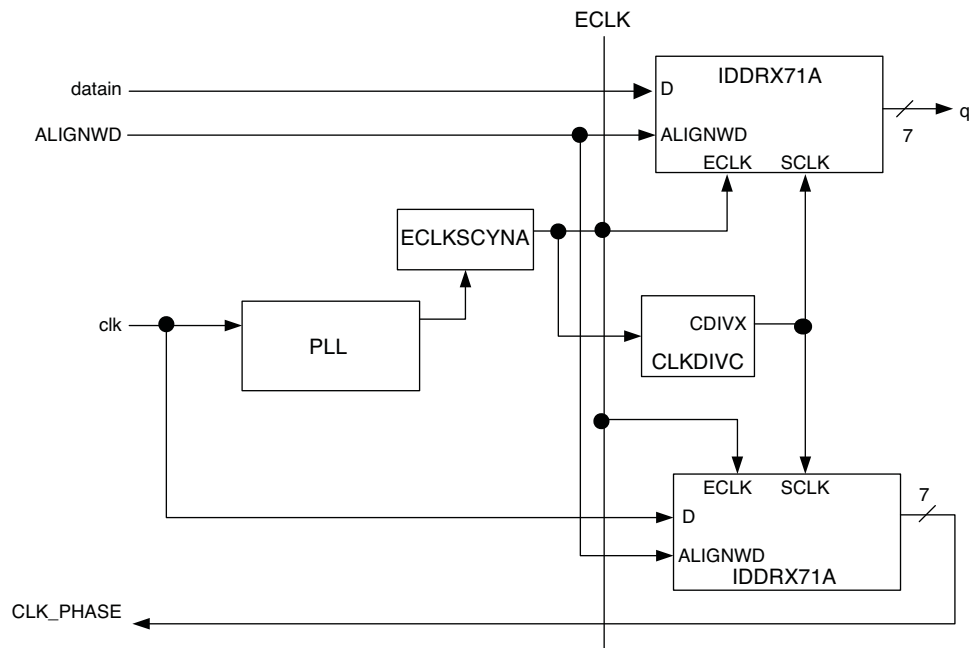 ECLK
datain
D
IDDRX71A
q
7
ALIGNWD
ALIGNWD
ECLK SCLK
ECLKSCYNA
clk
PLL
CDIVX
CLKDIVC
ECLK SCLK
7
D
ALIGNWD
IDDRX71A
CLK_PHASE